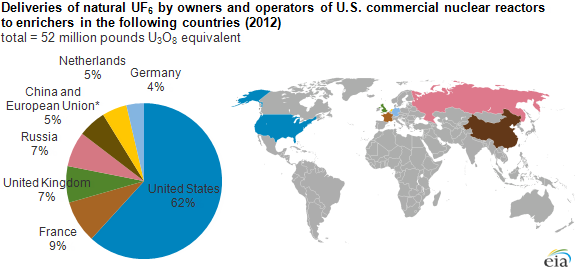 Deliveries of natural UF₆ by owners and operators of U.S. commercial nuclear reactors
to enrichers in the following countries (2012)
total = 52 million pounds U₃O₈ equivalent
Netherlands
5%
Germany
4%
China and
European Union*
5%
Russia
7%
United Kingdom
7%
France
9%
United States
62%
eia